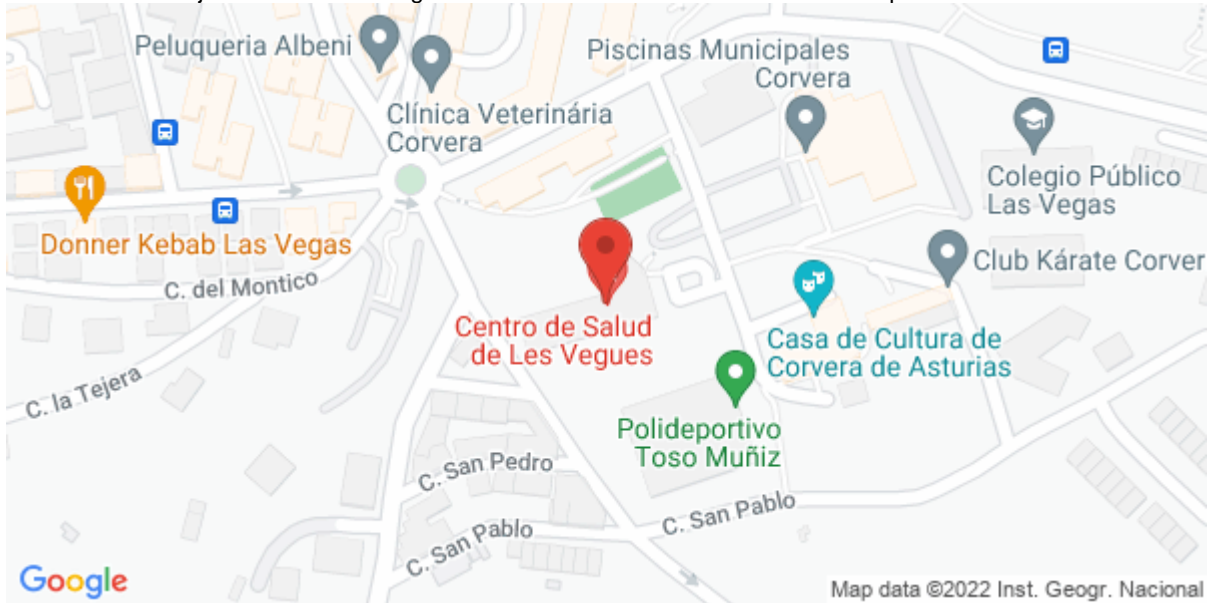 Peluqueria Albeni
Piscinas Municipales
Corvera
Clínica Veterinária
Corvera
Colegio Público
Las Vegas
Donner Kebab Las Vegas
Club Kárate Corver
C. del Montico
Centro de Salud
de Les Vegues
Casa de Cultura de
Corvera de Asturias
C. la Tejera
Polideportivo
Toso Muñiz
C. San Pedro
C. San Pablo
C. San Pablo
Google
Map data ©2022 Inst. Geogr. Nacional